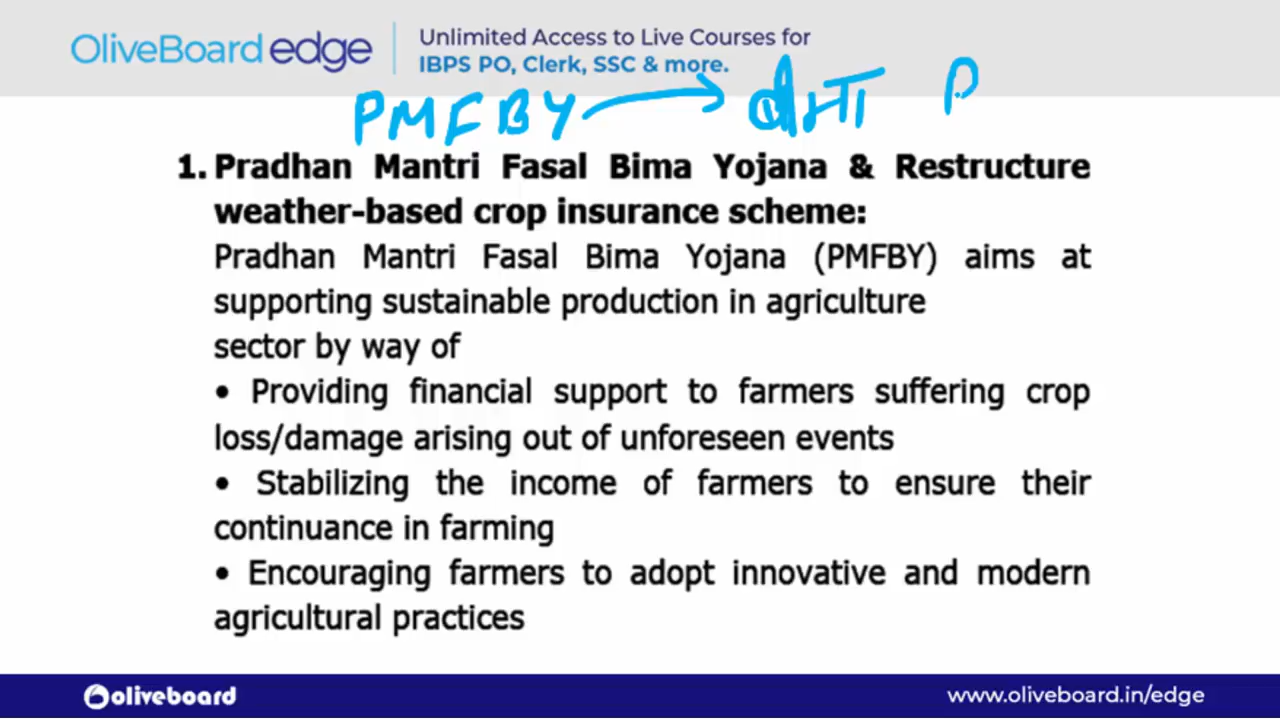 OliveBoard edge
Unlimited Access to Live Courses for
IBPS PO, Clerk, SSC & more.
PMFBY → बीमा P
1. Pradhan Mantri Fasal Bima Yojana & Restructure
weather-based crop insurance scheme:
Pradhan Mantri Fasal Bima Yojana (PMFBY) aims at
supporting sustainable production in agriculture
sector by way of
• Providing financial support to farmers suffering crop
loss/damage arising out of unforeseen events
• Stabilizing the income of farmers to ensure their
continuance in farming
• Encouraging farmers to adopt innovative and modern
agricultural practices
oliveboard
www.oliveboard.in/edge